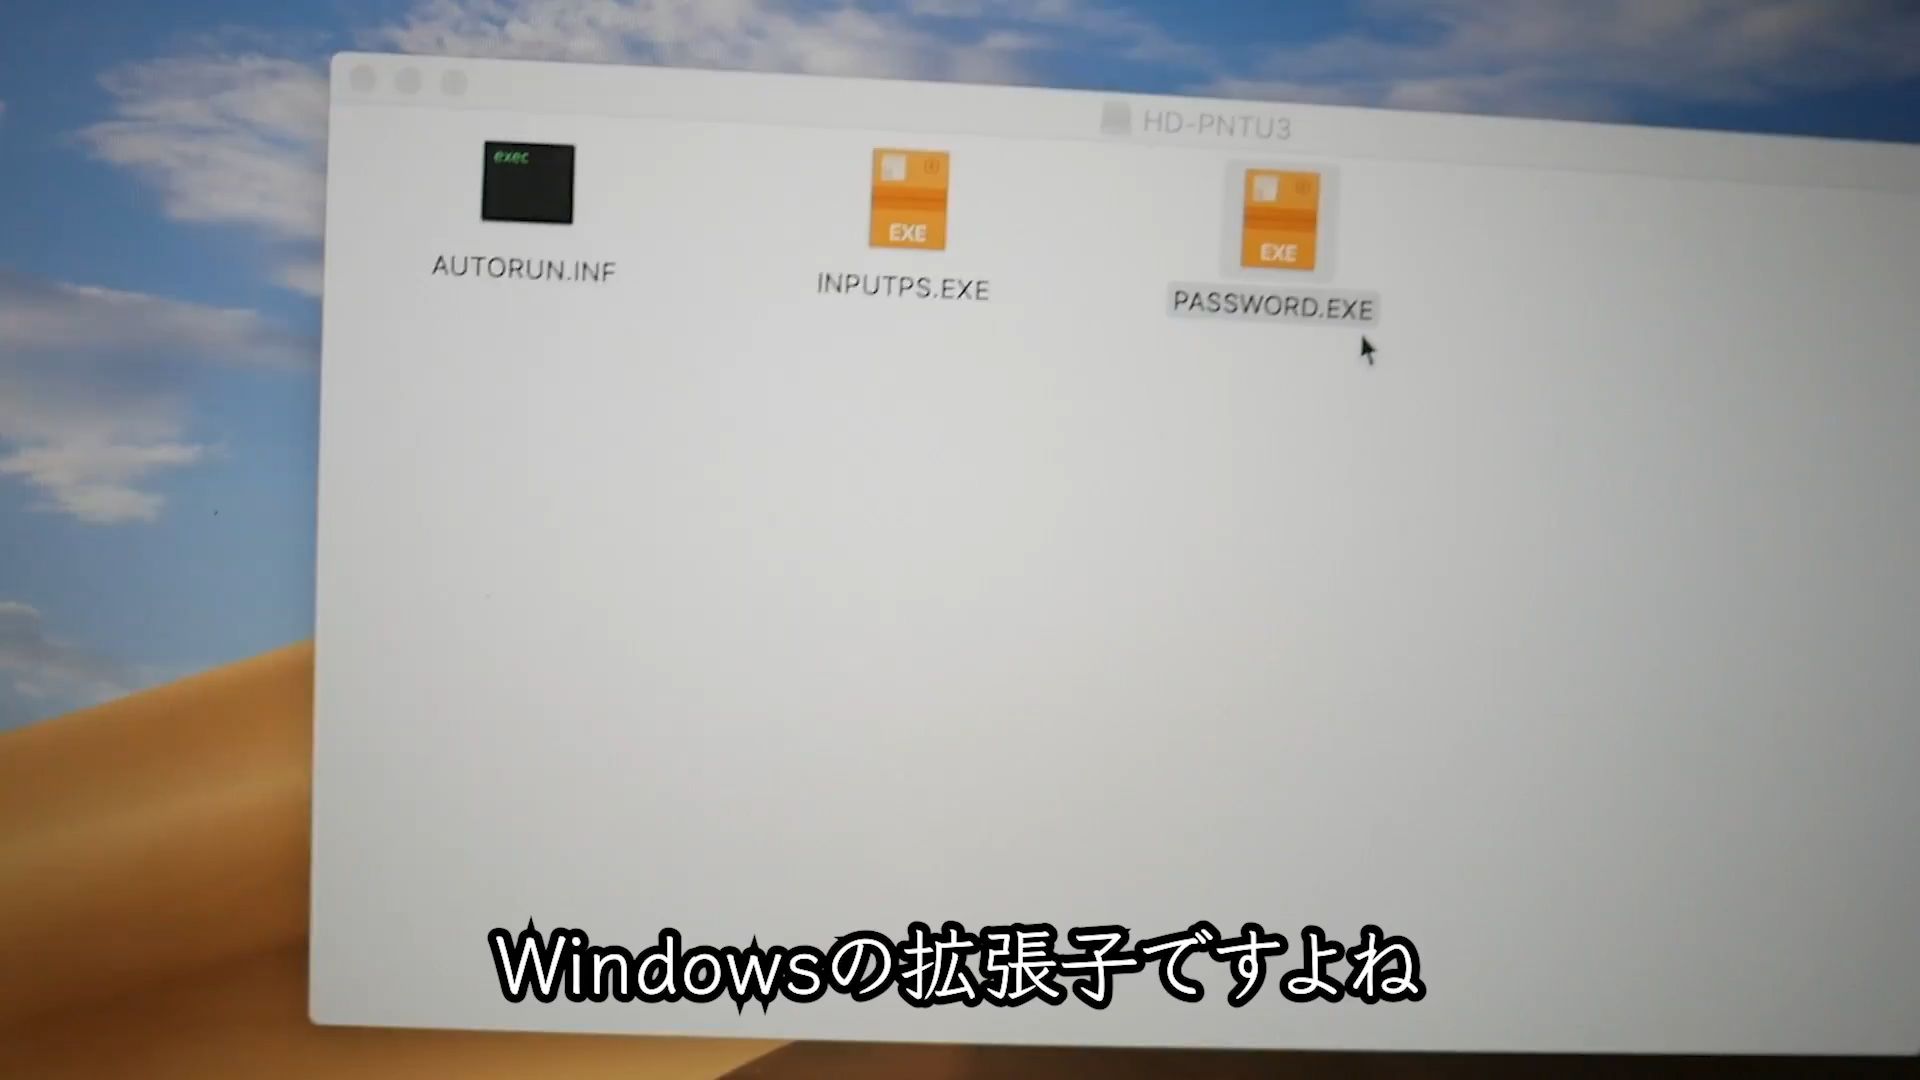 HD-PNTU3
exec
EXE
EXE
AUTORUN.INF
INPUTPS.EXE
PASSWORD.EXE
Windowsの拡張子ですよね